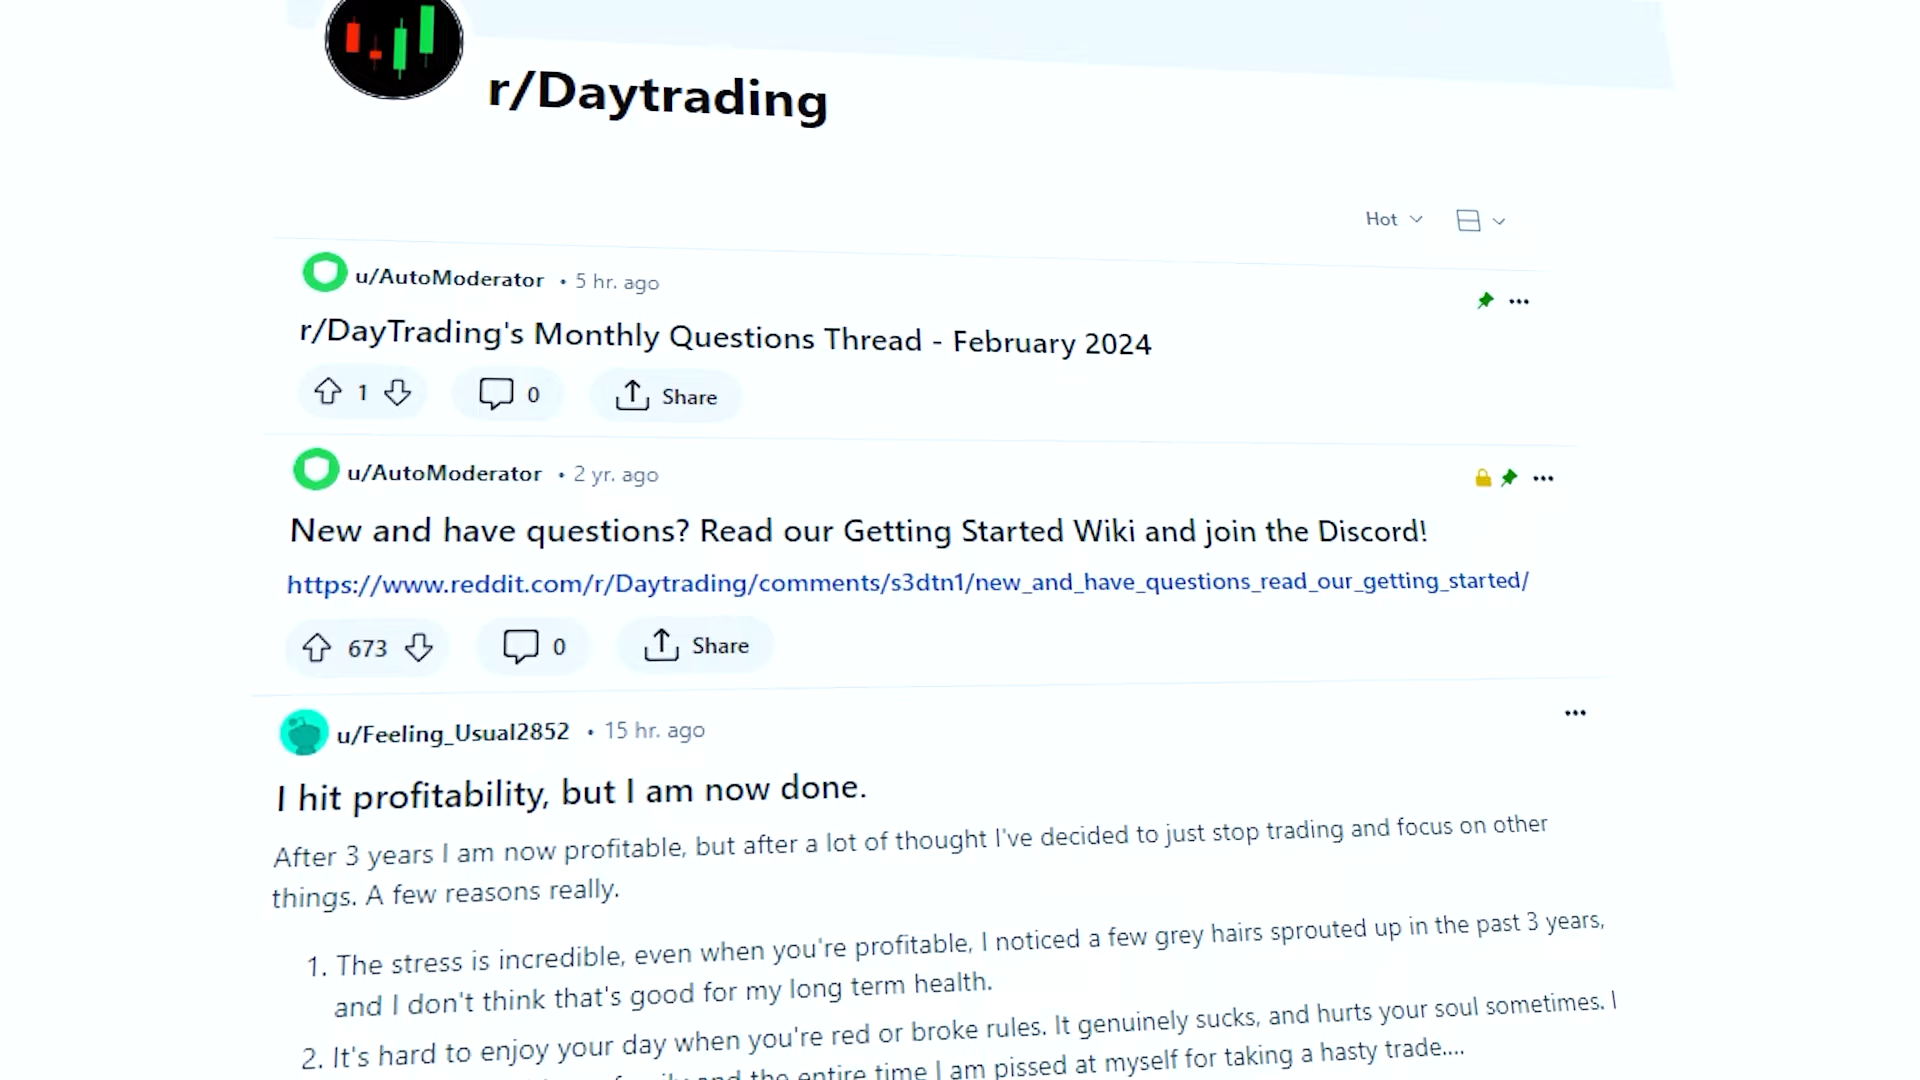 r/Daytrading
Hot
u/AutoModerator • 5 hr. ago
r/DayTrading's Monthly Questions Thread - February 2024
1 0 Share
u/AutoModerator • 2 yr. ago
New and have questions? Read our Getting Started Wiki and join the Discord!
https://www.reddit.com/r/Daytrading/comments/s3dtn1/new_and_have_questions_read_our_getting_started/
673 0 Share
u/Feeling_Usual2852 • 15 hr. ago
I hit profitability, but I am now done.
After 3 years I am now profitable, but after a lot of thought I've decided to just stop trading and focus on other
things. A few reasons really.
1. The stress is incredible, even when you're profitable, I noticed a few grey hairs sprouted up in the past 3 years,
and I don't think that's good for my long term health.
2. It's hard to enjoy your day when you're red or broke rules. It genuinely sucks, and hurts your soul sometimes. I
and the entire time I am pissed at myself for taking a hasty trade....